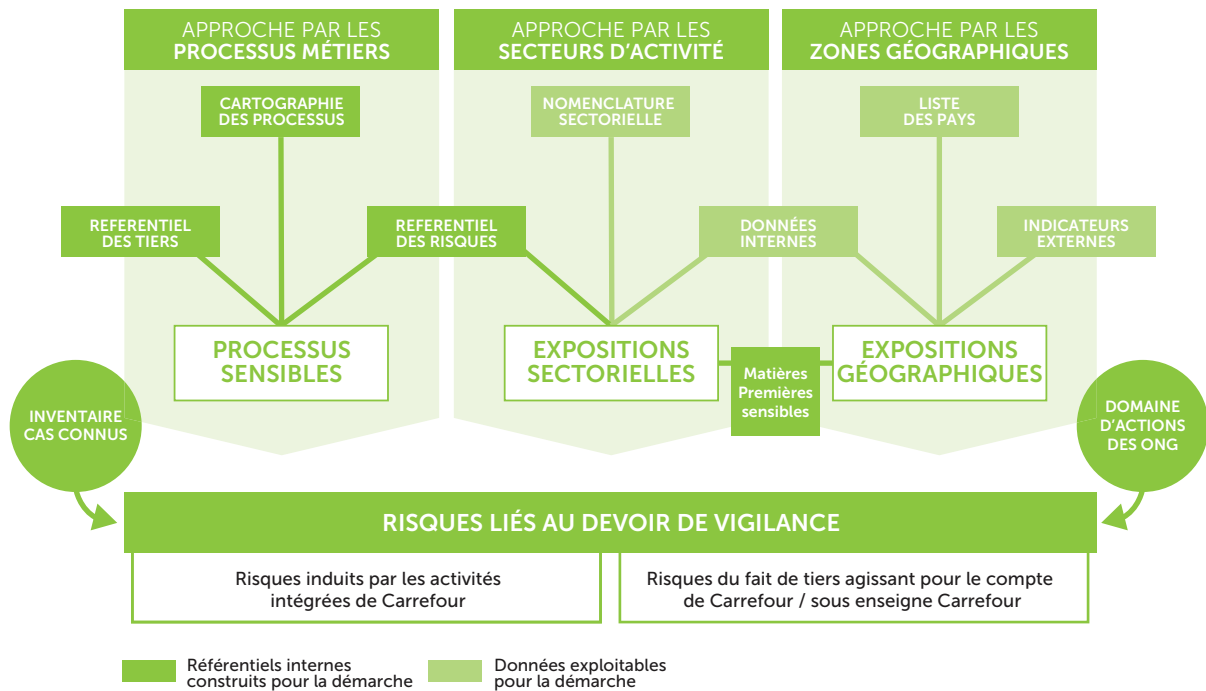 APPROCHE PAR LES
PROCESSUS MÉTIERS
APPROCHE PAR LES
SECTEURS D'ACTIVITÉ
APPROCHE PAR LES
ZONES GÉOGRAPHIQUES
CARTOGRAPHIE
DES PROCESSUS
NOMENCLATURE
SECTORIELLE
LISTE
DES PAYS
REFERENTIEL
DES TIERS
REFERENTIEL
DES RISQUES
DONNÉES
INTERNES
INDICATEURS
EXTERNES
PROCESSUS
SENSIBLES
EXPOSITIONS
SECTORIELLES
Matières
Premières
sensibles
EXPOSITIONS
GÉOGRAPHIQUES
INVENTAIRE
CAS CONNUS
DOMAINE
D'ACTIONS
DES ONG
RISQUES LIÉS AU DEVOIR DE VIGILANCE
Risques induits par les activités
intégrées de Carrefour
Risques du fait de tiers agissant pour le compte
de Carrefour / sous enseigne Carrefour
Référentiels internes
construits pour la démarche
Données exploitables
pour la démarche